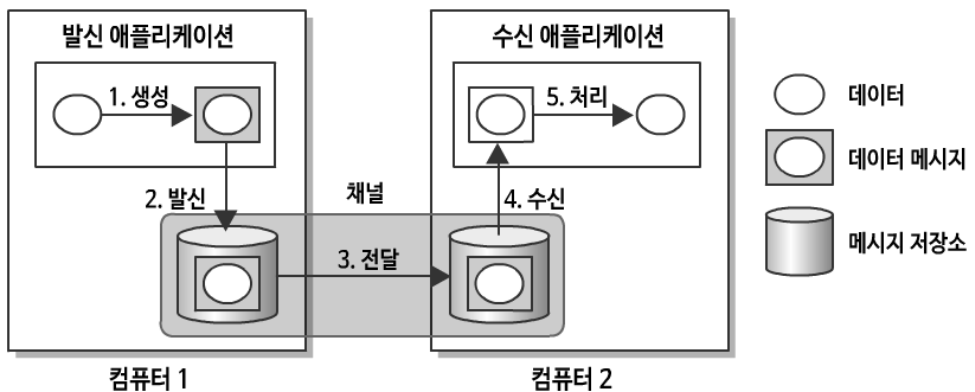 발신 애플리케이션
수신 애플리케이션
1. 생성
5. 처리
데이터
데이터 메시지
2. 발신
채널
4. 수신
3. 전달
메시지 저장소
컴퓨터 1
컴퓨터 2